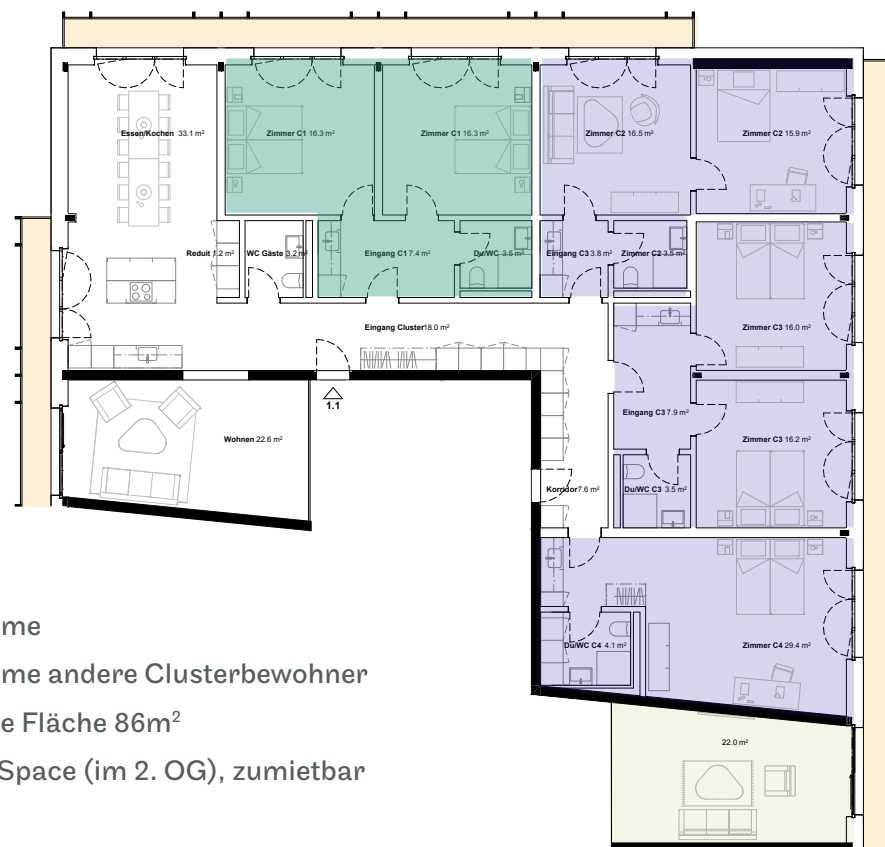 Essen/Kochen 33.1 m²
Zimmer C1 16.3 m²
Zimmer C1 16.3 m²
Zimmer C2 16.5 m²
Zimmer C2 15.9 m²
Reduit 1.2 m²
WC Gäste 3.2 m²
Eingang C1 7.4 m²
Du/WC 3.5 m²
Eingang C3 3.8 m²
Zimmer C2 3.5 m²
Eingang Cluster18.0 m²
Zimmer C3 16.0 m²
1.1
Eingang C3 7.9 m²
Wohnen 22.6 m²
Zimmer C3 16.2 m²
Korridor7.6 m²
Du/WC C3 3.5 m²
Du/WC C4 4.1 m²
Zimmer C4 29.4 m²
22.0 m²
me
me andere Clusterbewohner
e Fläche 86m²
Space (im 2. OG), zumietbar